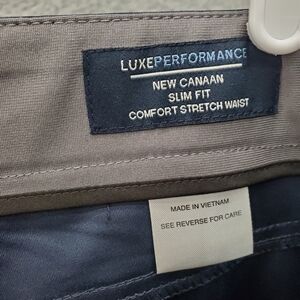 LUXEPERFORMANCE
NEW CANAAN
SLIM FIT
COMFORT STRETCH WAIST
MADE IN VIETNAM
SEE REVERSE FOR CARE